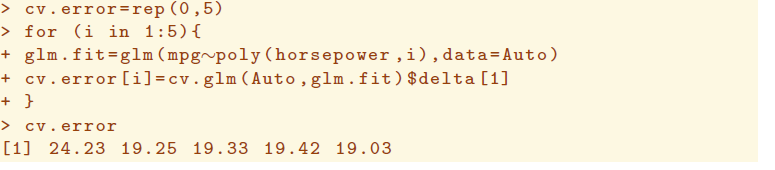 > cv.error=rep(0,5)
> for (i in 1:5){
+ glm.fit=glm(mpg∼poly(horsepower,i),data=Auto)
+ cv.error[i]=cv.glm(Auto,glm.fit)$delta[1]
+ }
> cv.error
[1] 24.23 19.25 19.33 19.42 19.03